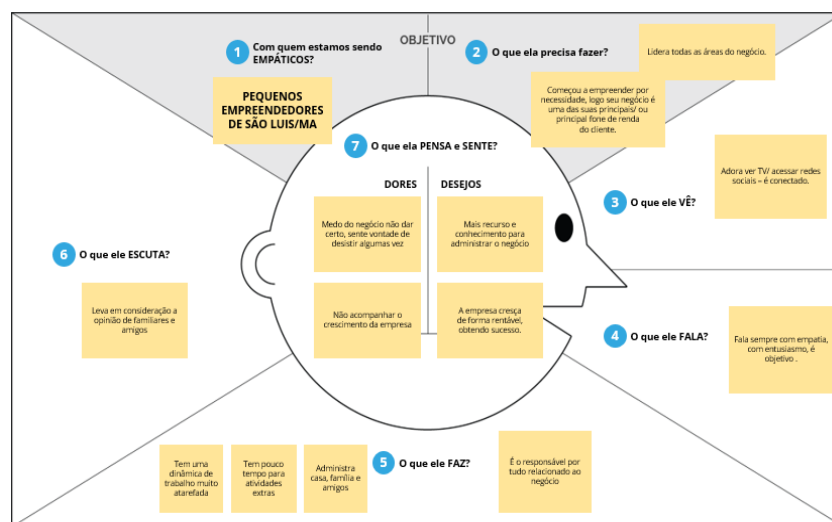 OBJETIVO
1 Com quem estamos sendo
EMPÁTICOS?
PEQUENOS
EMPREENDEDORES
DE SÃO LUIS/MA
2 O que ela precisa fazer?
Lidera todas as áreas do negócio.
Começou a empreender por
necessidade, logo seu negócio é
uma das suas principais/ ou
principal fone de renda
do cliente.
7 O que ela PENSA e SENTE?
DORES
DESEJOS
Medo do negócio não dar
certo, sente vontade de
desistir algumas vez
Mais recurso e
conhecimento para
administrar o negócio
Não acompanhar o
crescimento da empresa
A empresa cresça
de forma rentável,
obtendo sucesso.
3 O que ele VÊ?
Adora ver TV/ acessar redes
sociais – é conectado.
4 O que ele FALA?
Fala sempre com empatia,
com entusiasmo, é
objetivo .
5 O que ele FAZ?
Tem uma
dinâmica de
trabalho muito
atarefada
Tem pouco
tempo para
atividades
extras
Administra
casa, família e
amigos
É o responsável por
tudo relacionado ao
negócio
6 O que ele ESCUTA?
Leva em consideração a
opinião de familiares e
amigos